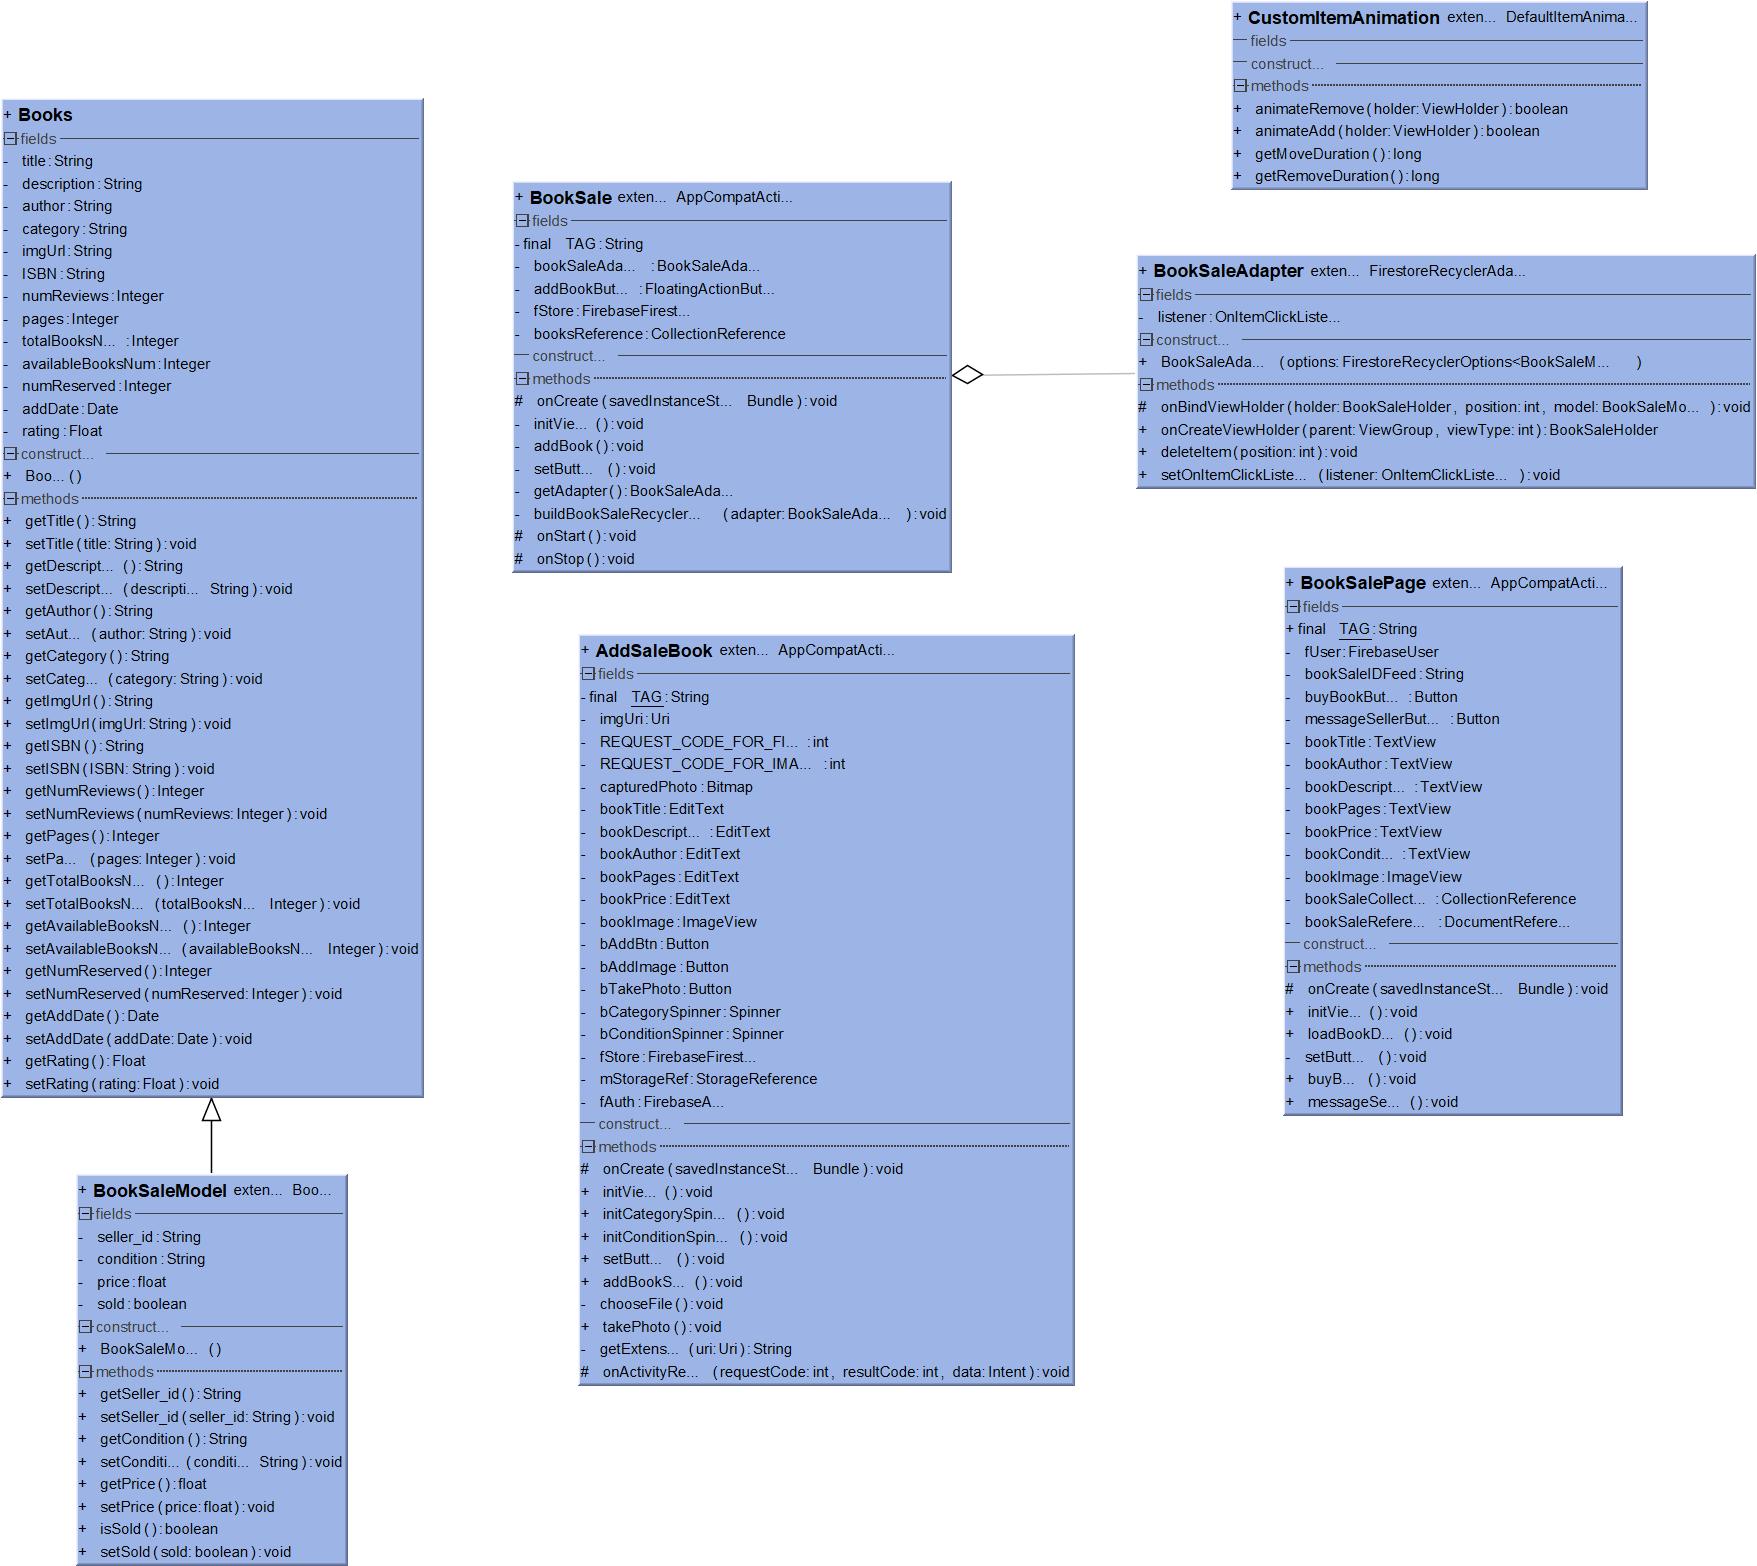 + Books
fields
- title : String
- description : String
- author : String
- category : String
- imgUrl : String
- ISBN : String
- numReviews : Integer
- pages : Integer
- totalBooksN... : Integer
- availableBooksNum : Integer
- numReserved : Integer
- addDate : Date
- rating : Float
construct...
+ Boo... ( )
methods
+ getTitle ( ) : String
+ setTitle ( title : String ) : void
+ getDescript... ( ) : String
+ setDescript... ( descripti... String ) : void
+ getAuthor ( ) : String
+ setAut... ( author : String ) : void
+ getCategory ( ) : String
+ setCateg... ( category : String ) : void
+ getImgUrl ( ) : String
+ setImgUrl ( imgUrl : String ) : void
+ getISBN ( ) : String
+ setISBN ( ISBN : String ) : void
+ getNumReviews ( ) : Integer
+ setNumReviews ( numReviews : Integer ) : void
+ getPages ( ) : Integer
+ setPa... ( pages : Integer ) : void
+ getTotalBooksN... ( ) : Integer
+ setTotalBooksN... ( totalBooksN... Integer ) : void
+ getAvailableBooksN... ( ) : Integer
+ setAvailableBooksN... ( availableBooksN... Integer ) : void
+ getNumReserved ( ) : Integer
+ setNumReserved ( numReserved : Integer ) : void
+ getAddDate ( ) : Date
+ setAddDate ( addDate : Date ) : void
+ getRating ( ) : Float
+ setRating ( rating : Float ) : void
+ BookSaleModel exten... Boo...
fields
- seller_id : String
- condition : String
- price : float
- sold : boolean
construct...
+ BookSaleMo... ( )
methods
+ getSeller_id ( ) : String
+ setSeller_id ( seller_id : String ) : void
+ getCondition ( ) : String
+ setConditi... ( conditi... String ) : void
+ getPrice ( ) : float
+ setPrice ( price : float ) : void
+ isSold ( ) : boolean
+ setSold ( sold : boolean ) : void
+ BookSale exten... AppCompatActi...
fields
- final TAG : String
- bookSaleAda... : BookSaleAda...
- addBookBut... : FloatingActionBut...
- fStore : FirebaseFirest...
- booksReference : CollectionReference
construct...
methods
# onCreate ( savedInstanceSt... Bundle ) : void
- initVie... ( ) : void
- addBook ( ) : void
- setButt... ( ) : void
- getAdapter ( ) : BookSaleAda...
- buildBookSaleRecycler... ( adapter : BookSaleAda... ) : void
# onStart ( ) : void
# onStop ( ) : void
+ AddSaleBook exten... AppCompatActi...
fields
- final TAG : String
- imgUri : Uri
- REQUEST_CODE_FOR_FI... : int
- REQUEST_CODE_FOR_IMA... : int
- capturedPhoto : Bitmap
- bookTitle : EditText
- bookDescript... : EditText
- bookAuthor : EditText
- bookPages : EditText
- bookPrice : EditText
- bookImage : ImageView
- bAddBtn : Button
- bAddImage : Button
- bTakePhoto : Button
- bCategorySpinner : Spinner
- bConditionSpinner : Spinner
- fStore : FirebaseFirest...
- mStorageRef : StorageReference
- fAuth : FirebaseA...
construct...
methods
# onCreate ( savedInstanceSt... Bundle ) : void
+ initVie... ( ) : void
+ initCategorySpin... ( ) : void
+ initConditionSpin... ( ) : void
+ setButt... ( ) : void
+ addBookS... ( ) : void
- chooseFile ( ) : void
+ takePhoto ( ) : void
- getExtens... ( uri : Uri ) : String
# onActivityRe... ( requestCode : int , resultCode : int , data : Intent ) : void
+ CustomItemAnimation exten... DefaultItemAnima...
fields
construct...
methods
+ animateRemove ( holder : ViewHolder ) : boolean
+ animateAdd ( holder : ViewHolder ) : boolean
+ getMoveDuration ( ) : long
+ getRemoveDuration ( ) : long
+ BookSaleAdapter exten... FirestoreRecyclerAda...
fields
- listener : OnItemClickListe...
construct...
+ BookSaleAda... ( options : FirestoreRecyclerOptions<BookSaleM... )
methods
# onBindViewHolder ( holder : BookSaleHolder , position : int , model : BookSaleMo... ) : void
+ onCreateViewHolder ( parent : ViewGroup , viewType : int ) : BookSaleHolder
+ deleteItem ( position : int ) : void
+ setOnItemClickListe... ( listener : OnItemClickListe... ) : void
+ BookSalePage exten... AppCompatActi...
fields
+ final TAG : String
- fUser : FirebaseUser
- bookSaleIDFeed : String
- buyBookBut... : Button
- messageSellerBut... : Button
- bookTitle : TextView
- bookAuthor : TextView
- bookDescript... : TextView
- bookPages : TextView
- bookPrice : TextView
- bookCondit... : TextView
- bookImage : ImageView
- bookSaleCollect... : CollectionReference
- bookSaleRefere... : DocumentRefere...
construct...
methods
# onCreate ( savedInstanceSt... Bundle ) : void
+ initVie... ( ) : void
+ loadBookD... ( ) : void
- setButt... ( ) : void
+ buyB... ( ) : void
+ messageSe... ( ) : void